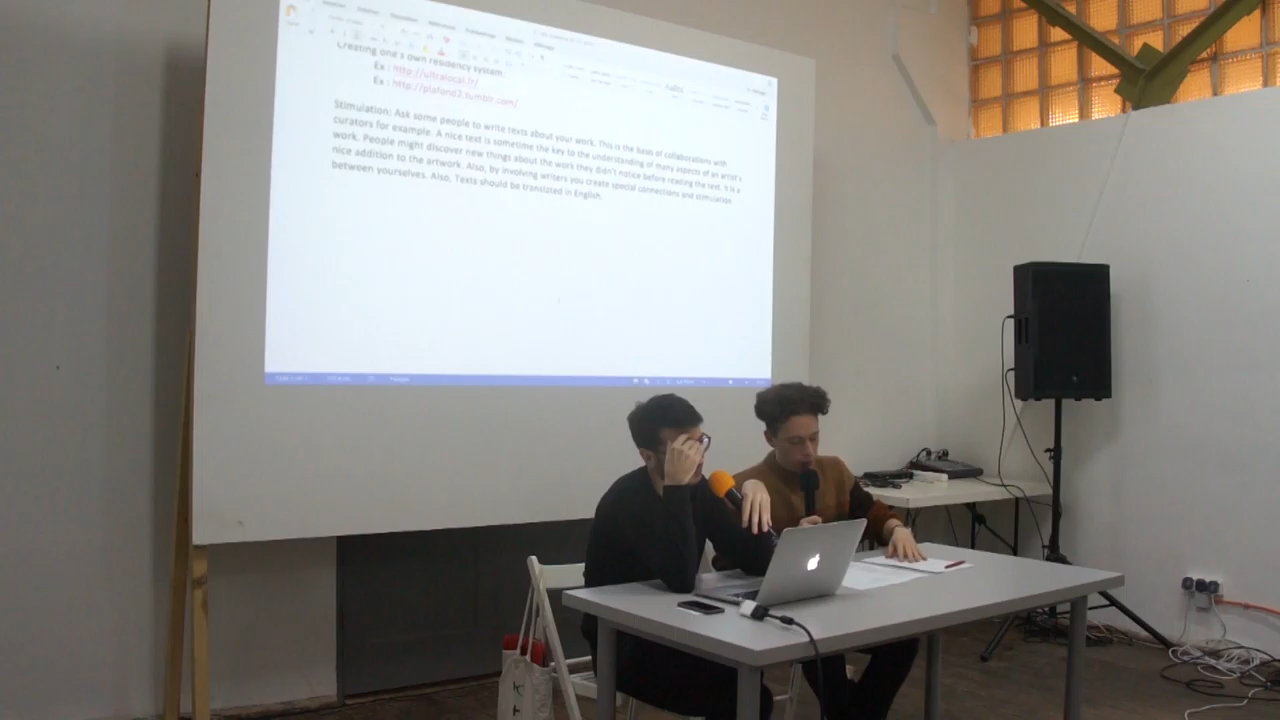 Creating one's own residency system:
Ex : http://ultralocal.fr/
Ex : http://plafond3.tumblr.com/
Stimulation: Ask some people to write texts about your work. This is the basis of collaborations with
curators for example. A nice text is sometime the key to the understanding of many aspects of an artist's
work. People might discover new things about the work they didn't notice before reading the text. It is a
nice addition to the artwork. Also, by involving writers you create special connections and stimulation
between yourselves. Also, Texts should be translated in English.